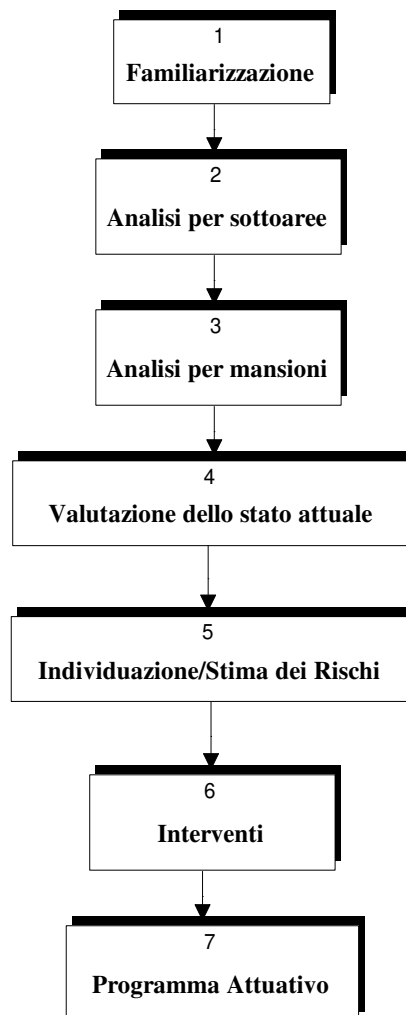 1
Familiarizzazione
2
Analisi per sottoaree
3
Analisi per mansioni
4
Valutazione dello stato attuale
5
Individuazione/Stima dei Rischi
6
Interventi
7
Programma Attuativo